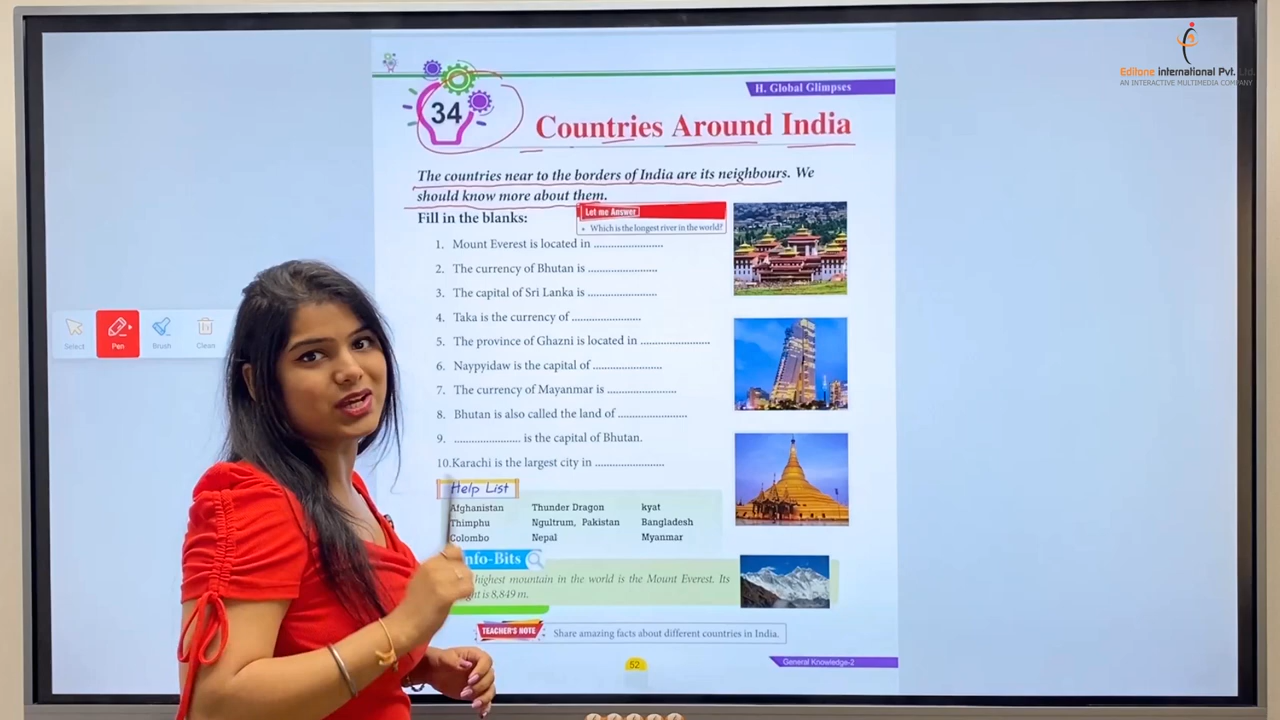 Editone international Pvt. Ltd.
AN INTERACTIVE MULTIMEDIA COMPANY
H. Global Glimpses
34
Countries Around India
The countries near to the borders of India are its neighbours. We
should know more about them.
Fill in the blanks:
Let me Answer
• Which is the longest river in the world?
1. Mount Everest is located in ......................
2. The currency of Bhutan is ......................
3. The capital of Sri Lanka is ......................
4. Taka is the currency of ......................
5. The province of Ghazni is located in ......................
6. Naypyidaw is the capital of ......................
7. The currency of Mayanmar is ......................
8. Bhutan is also called the land of ......................
9. ...................... is the capital of Bhutan.
10. Karachi is the largest city in ......................
Select
Pen
Brush
Clean
Help List
Afghanistan Thunder Dragon kyat
Thimphu Ngultrum, Pakistan Bangladesh
Colombo Nepal Myanmar
nfo-Bits
highest mountain in the world is the Mount Everest. Its
is 8,849 m.
TEACHER'S NOTE
Share amazing facts about different countries in India.
52
General Knowledge-2